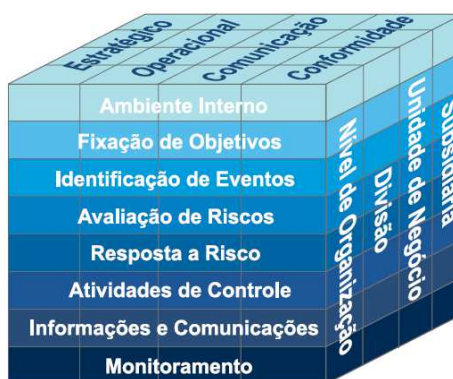 Estratégico
Operacional
Comunicação
Conformidade
Ambiente Interno
Fixação de Objetivos
Identificação de Eventos
Avaliação de Riscos
Resposta a Risco
Atividades de Controle
Informações e Comunicações
Monitoramento
Nível de Organização
Divisão
Unidade de Negócio
Subsidiária